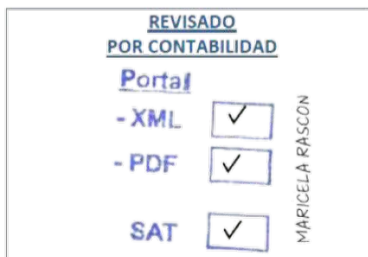 REVISADO
POR CONTABILIDAD
Portal
- XML ✓
- PDF ✓
SAT ✓
MARICELA RASCON